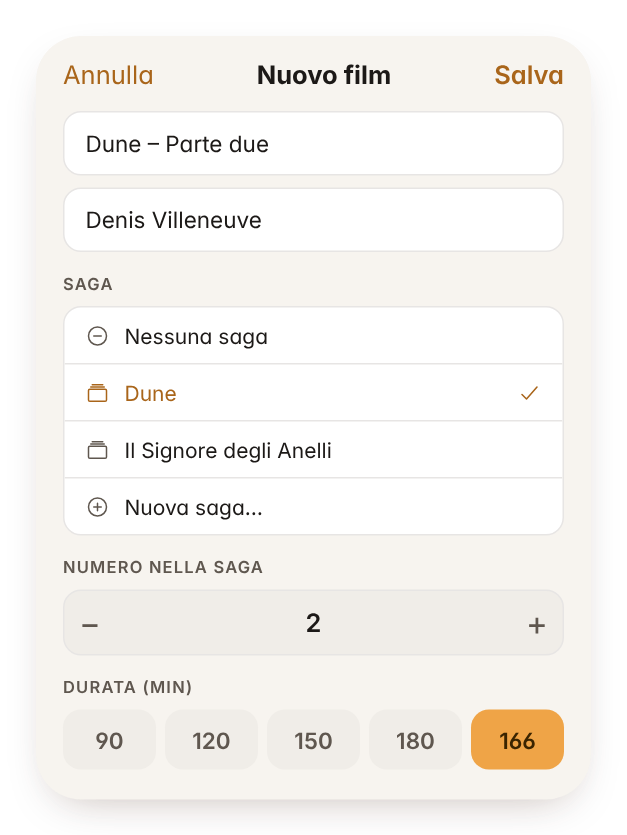 Annulla Nuovo film Salva
Dune – Parte due
Denis Villeneuve
SAGA
Nessuna saga
Dune
Il Signore degli Anelli
Nuova saga…
NUMERO NELLA SAGA
– 2 +
DURATA (MIN)
90 120 150 180 166